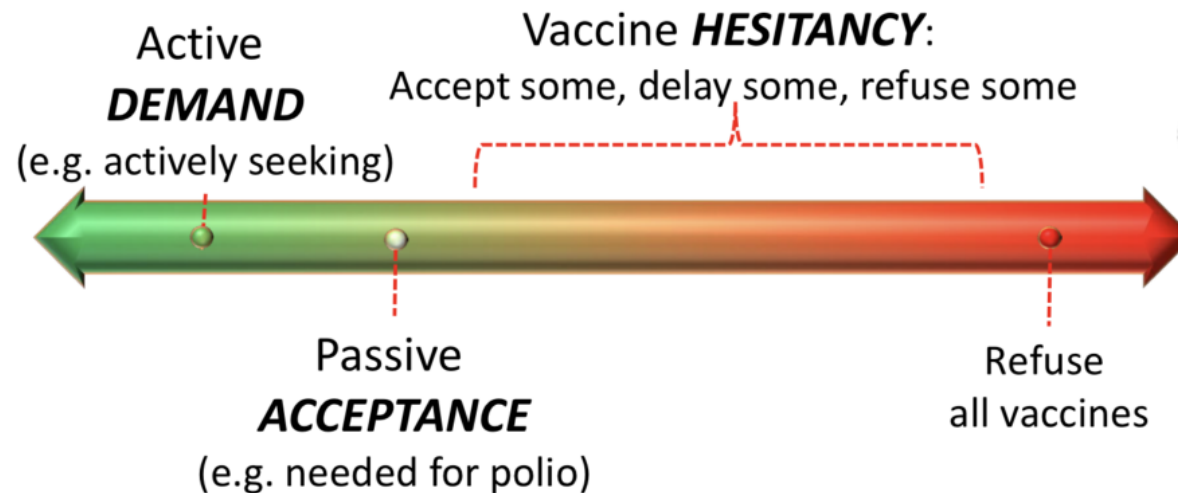 Active
DEMAND
(e.g. actively seeking)
Vaccine HESITANCY:
Accept some, delay some, refuse some
Passive
ACCEPTANCE
(e.g. needed for polio)
Refuse
all vaccines